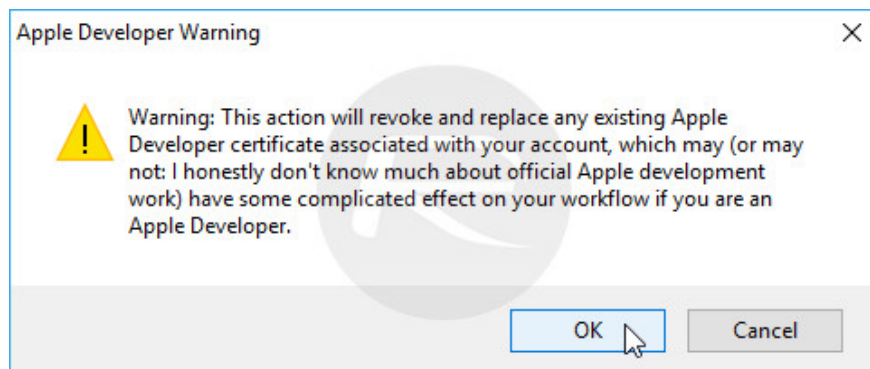 Apple Developer Warning
Warning: This action will revoke and replace any existing Apple
Developer certificate associated with your account, which may (or may
not: I honestly don't know much about official Apple development
work) have some complicated effect on your workflow if you are an
Apple Developer.
OK Cancel